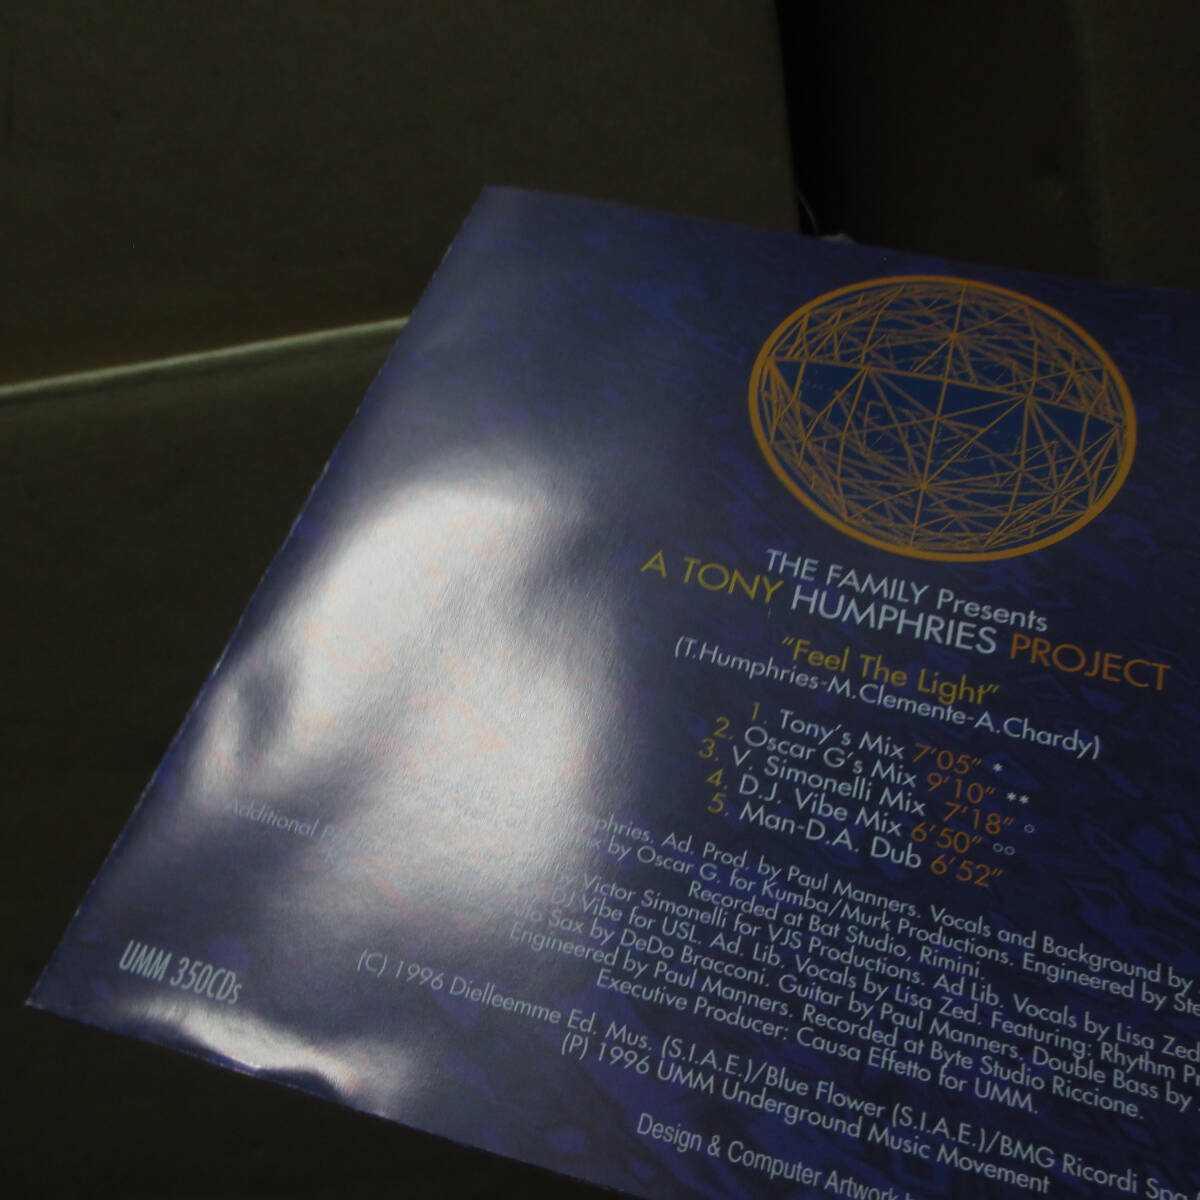 THE FAMILY Presents
A TONY HUMPHRIES PROJECT
"Feel The Light"
(T.Humphries-M.Clemente-A.Chardy)
1. Tony's Mix 7'05" *
2. Oscar G's Mix 9'10" **
3. V. Simonelli Mix 7'18" °
4. D.J. Vibe Mix 6'50" °°
5. Man-D.A. Dub 6'52"
Humphries. Ad. Prod. by Paul Manners. Vocals and Background by
by Oscar G. for Kumba/Murk Productions. Engineered by
Additional Recorded at Bat Studio, Rimini.
by Victor Simonelli for VJS Productions. Ad Lib. Vocals by Lisa Zed
DJ Vibe for USL. Ad. Lib. Vocals by Lisa Zed. Featuring: Rhythm
Alto Sax by DeDo Bracconi. Guitar by Paul Manners. Double Bass by
Engineered by Paul Manners. Recorded at Byte Studio Riccione.
Executive Producer: Causa Effetto for UMM.
UMM 350CDs
(C) 1996 Dielleemme Ed. Mus. (S.I.A.E.)/Blue Flower (S.I.A.E.)/BMG Ricordi
(P) 1996 UMM Underground Music Movement
Design & Computer Artwork